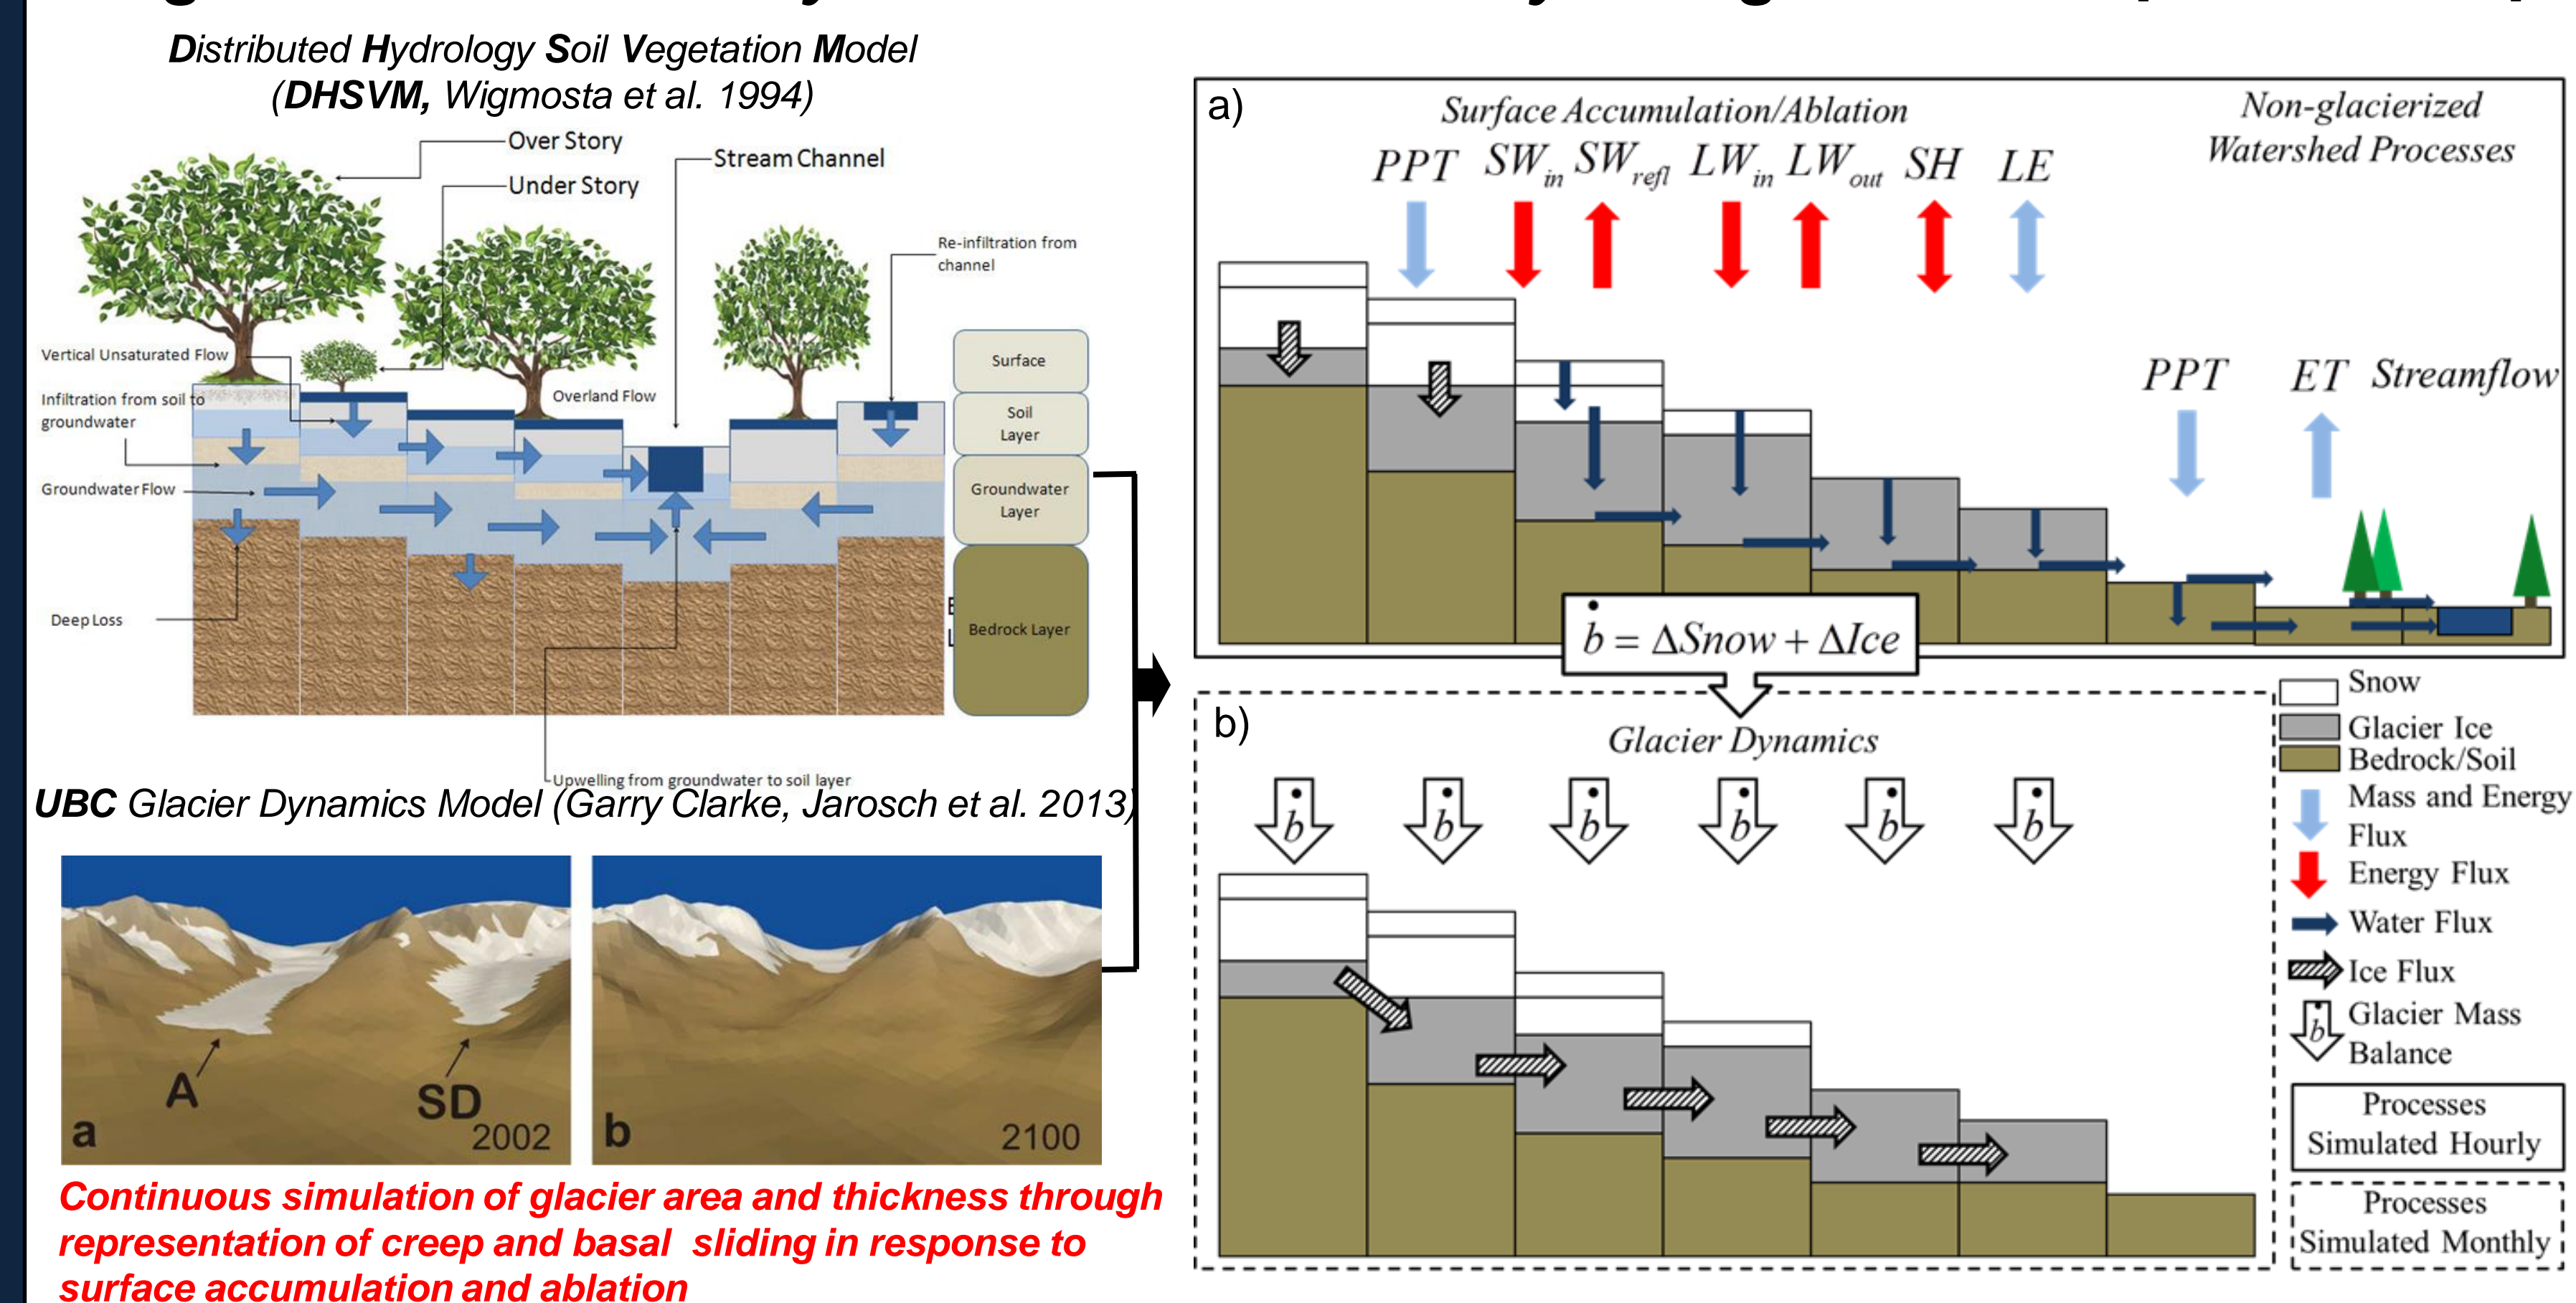 Distributed Hydrology Soil Vegetation Model
(DHSVM, Wigmosta et al. 1994)
Over Story
Under Story
Stream Channel
Re-infiltration from
channel
Vertical Unsaturated Flow
Infiltration from soil to
groundwater
Overland Flow
Groundwater Flow
Deep Loss
Upwelling from groundwater to soil layer
Surface
Soil
Layer
Groundwater
Layer
Bedrock Layer
UBC Glacier Dynamics Model (Garry Clarke, Jarosch et al. 2013)
A
SD
a
2002
b
2100
Continuous simulation of glacier area and thickness through
representation of creep and basal sliding in response to
surface accumulation and ablation
a)
Surface Accumulation/Ablation
Non-glacierized
Watershed Processes
PPT SWin SWrefl LWin LWout SH LE
PPT ET Streamflow
ḃ = ΔSnow + ΔIce
b)
Glacier Dynamics
ḃ ḃ ḃ ḃ ḃ ḃ
Snow
Glacier Ice
Bedrock/Soil
Mass and Energy
Flux
Energy Flux
Water Flux
Ice Flux
ḃ
Glacier Mass
Balance
Processes
Simulated Hourly
Processes
Simulated Monthly